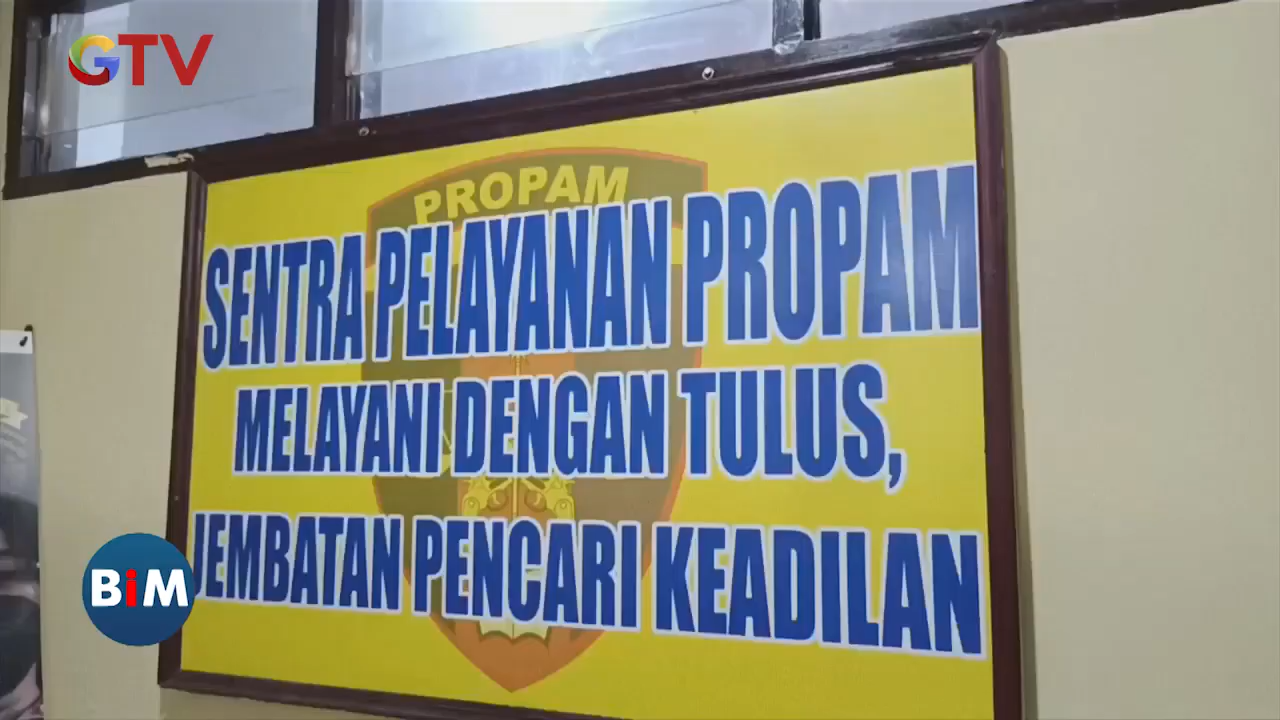 GTV
PROPAM
SENTRA PELAYANAN PROPAM
MELAYANI DENGAN TULUS,
JEMBATAN PENCARI KEADILAN
BiM